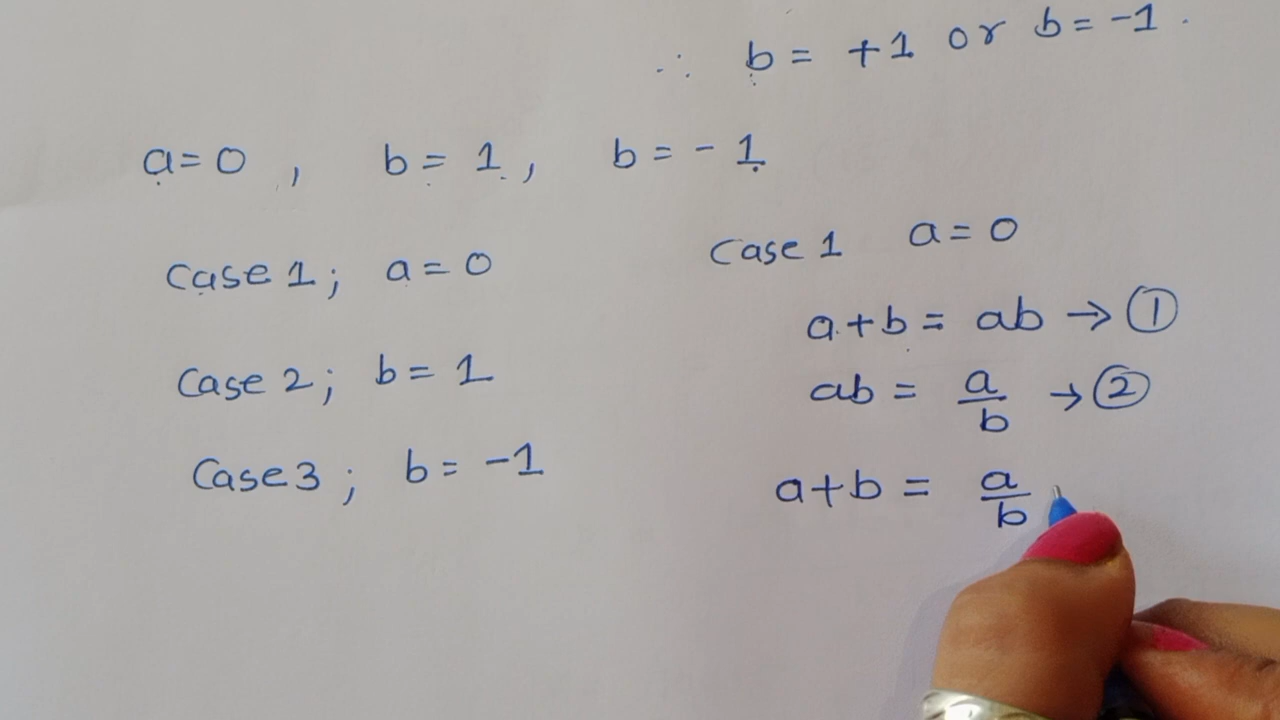 ∴ b = +1 or b = -1.
a = 0 , b = 1 , b = - 1
Case 1 ; a = 0
Case 2 ; b = 1
Case 3 ; b = -1
Case 1 a = 0
a + b = ab → ①
ab = a/b → ②
a + b = a/b